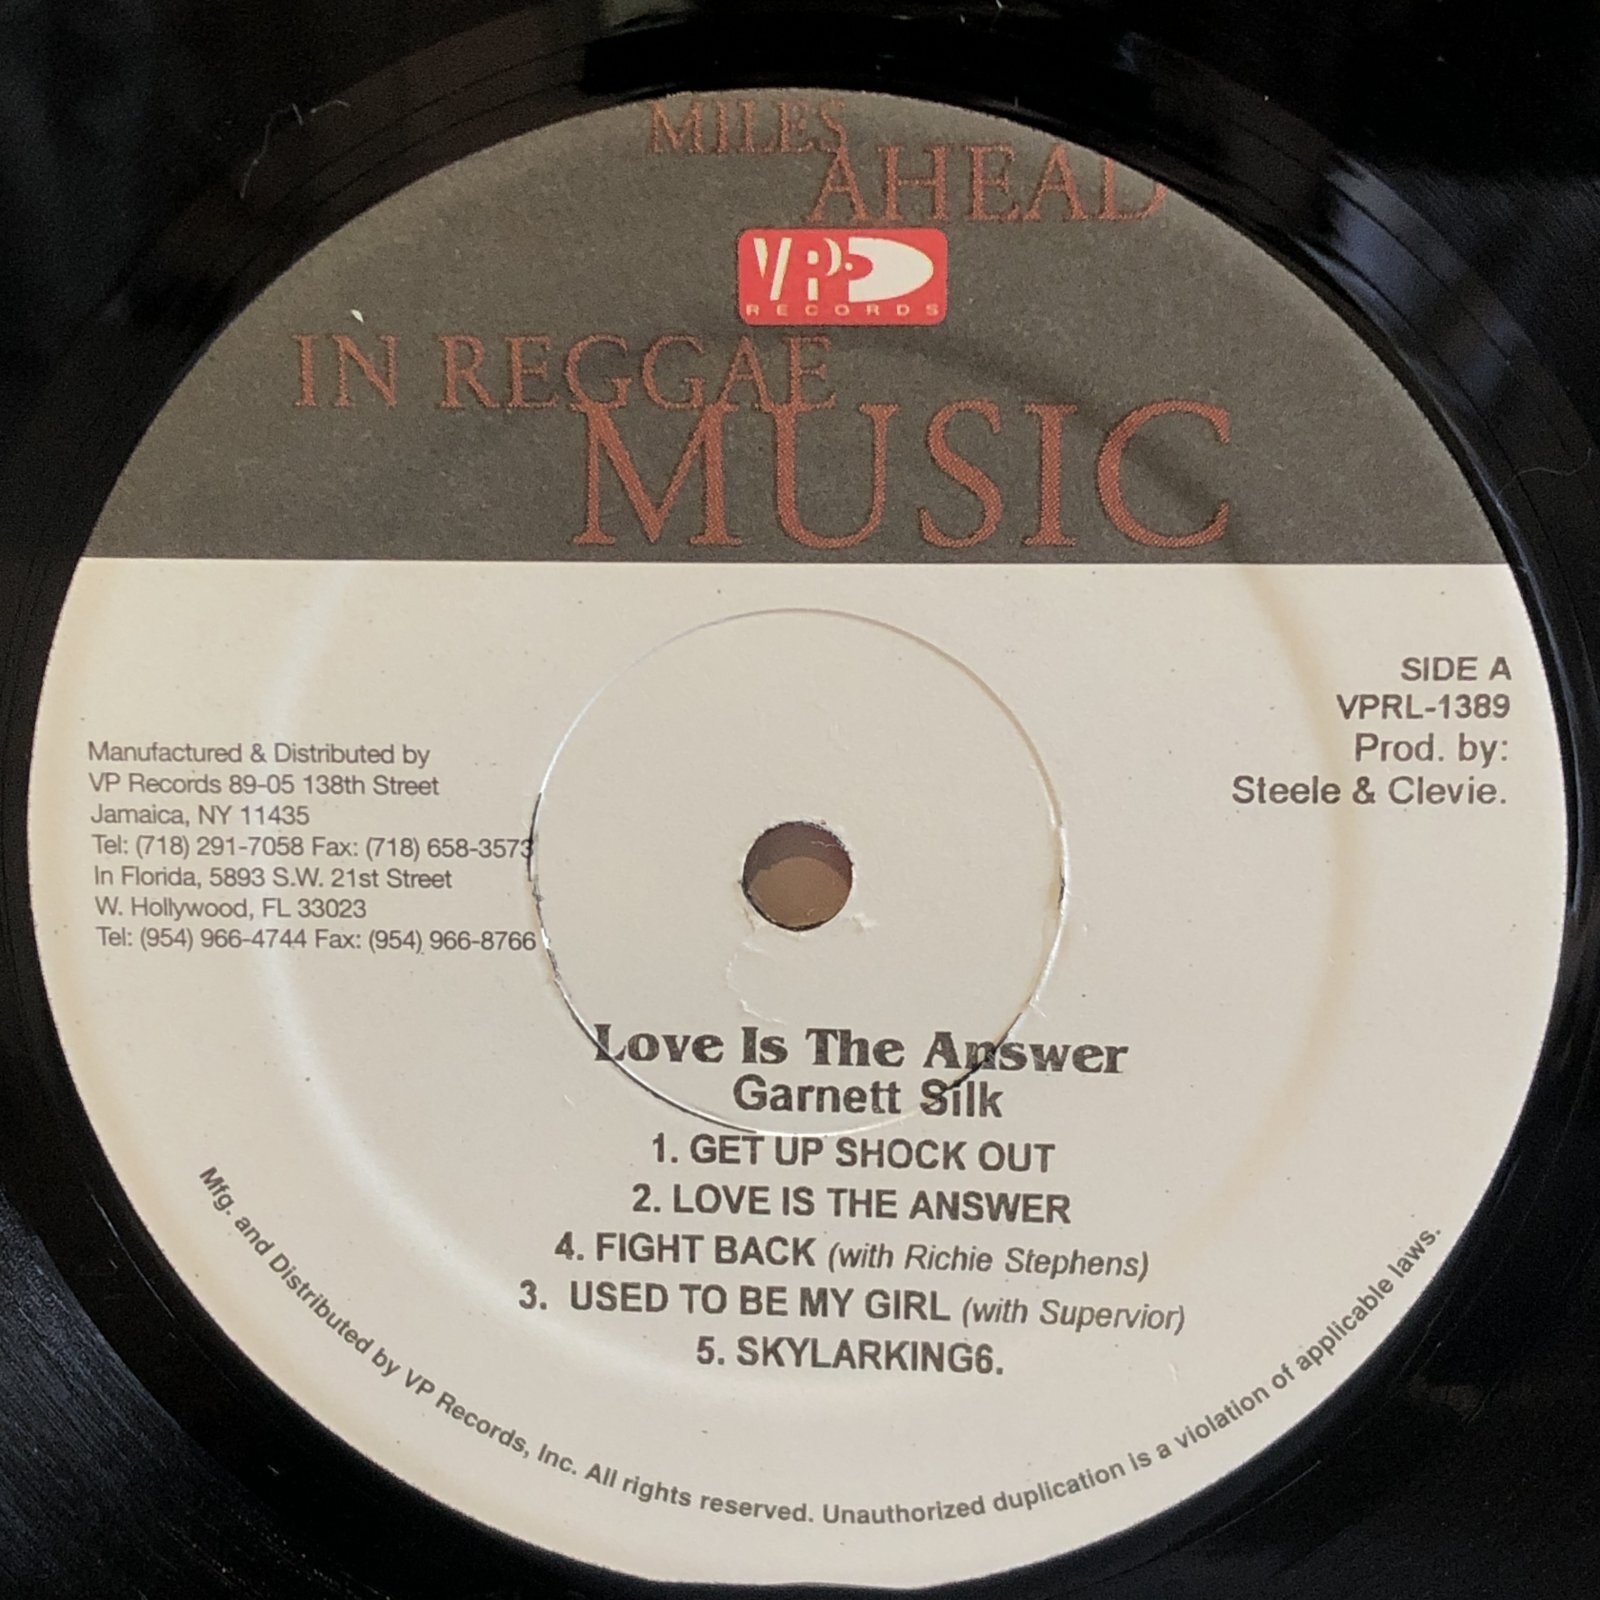 MILES
AHEAD
VP
RECORDS
IN REGGAE
MUSIC
SIDE A
VPRL-1389
Prod. by:
Steele & Clevie.
Manufactured & Distributed by
VP Records 89-05 138th Street
Jamaica, NY 11435
Tel: (718) 291-7058 Fax: (718) 658-3573
In Florida, 5893 S.W. 21st Street
W. Hollywood, FL 33023
Tel: (954) 966-4744 Fax: (954) 966-8766
Love Is The Answer
Garnett Silk
1. GET UP SHOCK OUT
2. LOVE IS THE ANSWER
4. FIGHT BACK (with Richie Stephens)
3. USED TO BE MY GIRL (with Supervior)
5. SKYLARKING6.
Mfg. and Distributed by VP Records, Inc. All rights reserved. Unauthorized duplication is a violation of applicable laws.